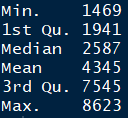 Min. 1469
1st Qu. 1941
Median 2587
Mean 4345
3rd Qu. 7545
Max. 8623